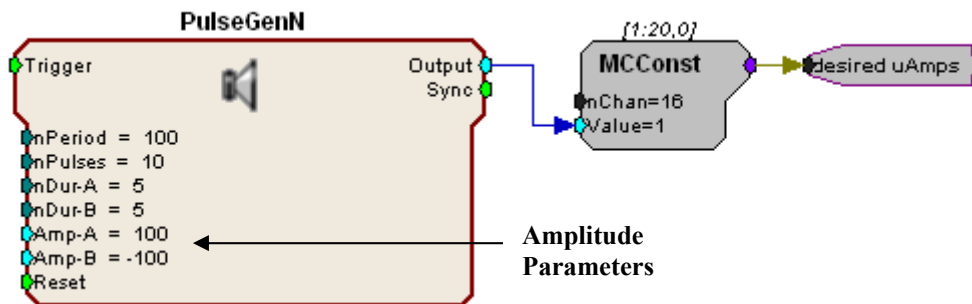 PulseGenN
Trigger
Output
Sync
nPeriod = 100
nPulses = 10
nDur-A = 5
nDur-B = 5
Amp-A = 100
Amp-B = -100
Reset
Amplitude
Parameters
[1:20,0]
MCConst
nChan=16
Value=1
desired uAmps